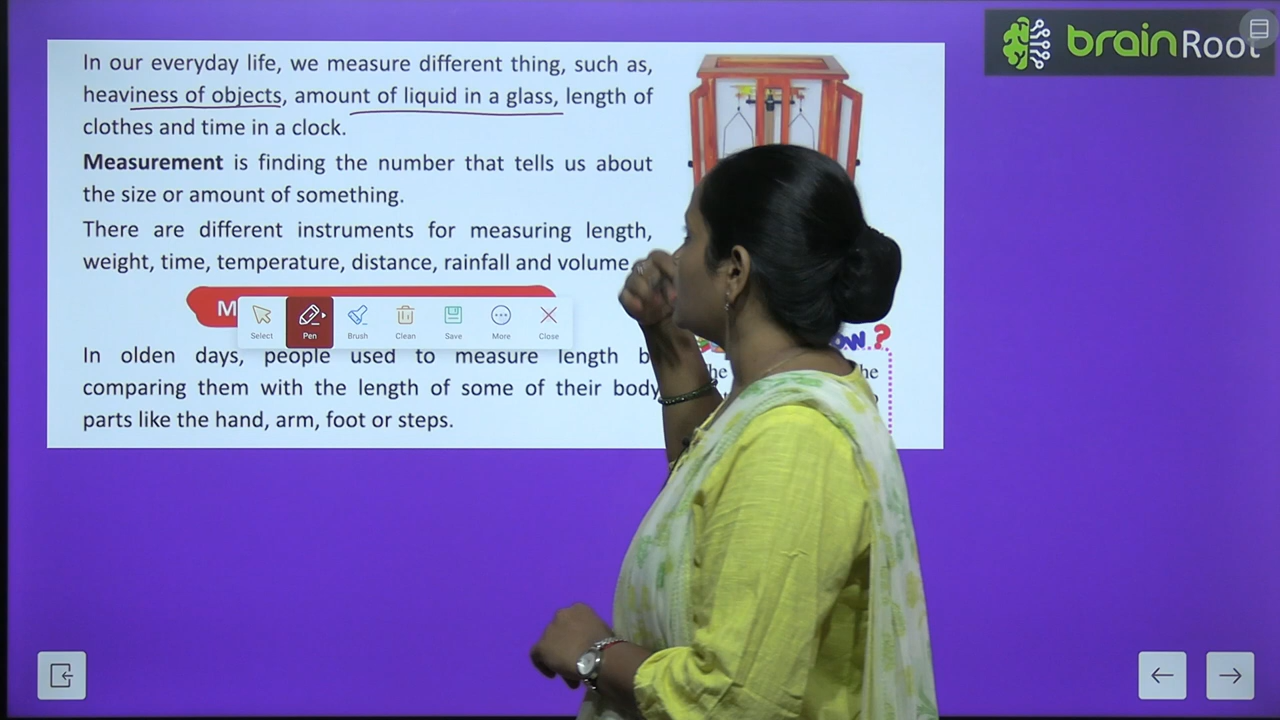 brainRoot
In our everyday life, we measure different thing, such as,
heaviness of objects, amount of liquid in a glass, length of
clothes and time in a clock.
Measurement is finding the number that tells us about
the size or amount of something.
There are different instruments for measuring length,
weight, time, temperature, distance, rainfall and volume.
M
Select Pen Brush Clean Save More Close
In olden days, people used to measure length b
comparing them with the length of some of their body
parts like the hand, arm, foot or steps.
ow ?
he he